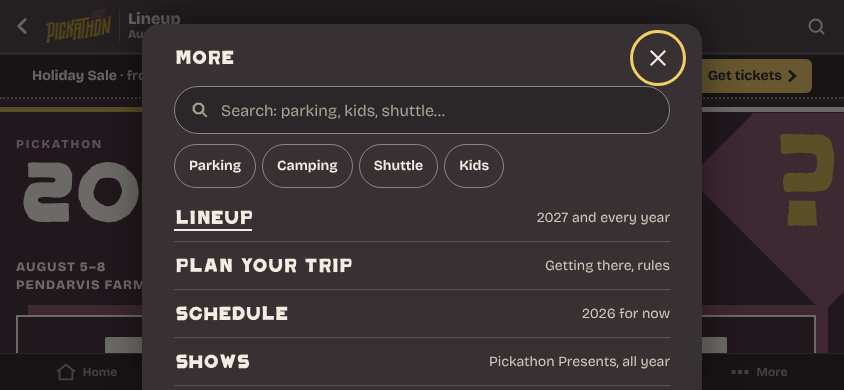 PICKATHON
Lineup
Holiday Sale
Get tickets
MORE
Search: parking, kids, shuttle...
Parking
Camping
Shuttle
Kids
LINEUP
2027 and every year
PLAN YOUR TRIP
Getting there, rules
SCHEDULE
2026 for now
SHOWS
Pickathon Presents, all year
PICKATHON
20
?
AUGUST 5–8
PENDARVIS FARM
Home
More